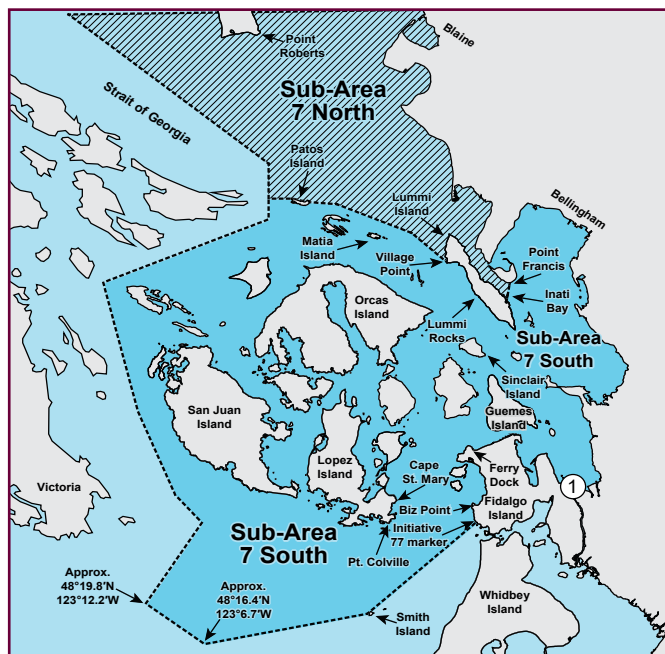 Point
Roberts
Blaine
Strait of Georgia
Sub-Area
7 North
Patos
Island
Lummi
Island
Bellingham
Matia
Island
Village
Point
Point
Francis
Inati
Bay
Orcas
Island
Lummi
Rocks
Sub-Area
7 South
Sinclair
Island
San Juan
Island
Guemes
Island
Lopez
Island
Cape
St. Mary
Ferry
Dock
Victoria
1
Biz Point
Fidalgo
Island
Initiative
77 marker
Sub-Area
7 South
Pt. Colville
Approx.
48°19.8'N
123°12.2'W
Approx.
48°16.4'N
123°6.7'W
Smith
Island
Whidbey
Island